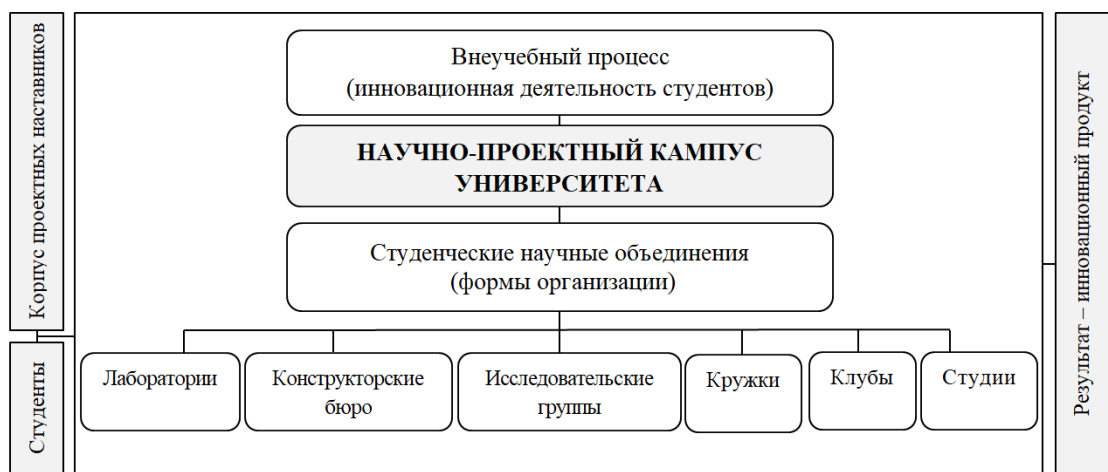 Корпус проектных наставников
Студенты
Внеучебный процесс
(инновационная деятельность студентов)
НАУЧНО-ПРОЕКТНЫЙ КАМПУС
УНИВЕРСИТЕТА
Студенческие научные объединения
(формы организации)
Лаборатории
Конструкторские
бюро
Исследовательские
группы
Кружки
Клубы
Студии
Результат – инновационный продукт